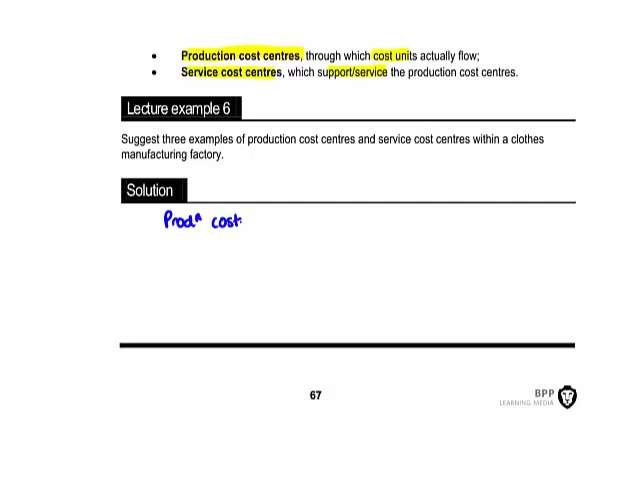 • Production cost centres, through which cost units actually flow;
• Service cost centres, which support/service the production cost centres.
Lecture example 6
Suggest three examples of production cost centres and service cost centres within a clothes
manufacturing factory.
Solution
Prodⁿ cost
67
BPP
LEARNING MEDIA